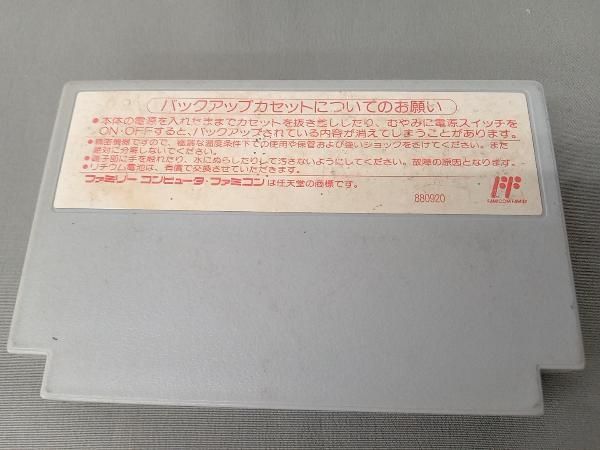 バックアップカセットについてのお願い
●本体の電源を入れたままでカセットを抜き差ししたり、むやみに電源スイッチを
ON・OFFすると、バックアップされている内容が消えてしまうことがあります。
●精密機械ですので、極端な温度条件下での使用や保管および強いショックをさけてください。また
絶対に分解しないでください。
●端子部に手を触れたり、水にぬらしたりして汚さないようにしてください。故障の原因となります。
●リチウム電池は、有償で交換させていただきます。
ファミリー コンピュータ・ファミコンは任天堂の商標です。
880920
FF
FAMICOM FAMILY